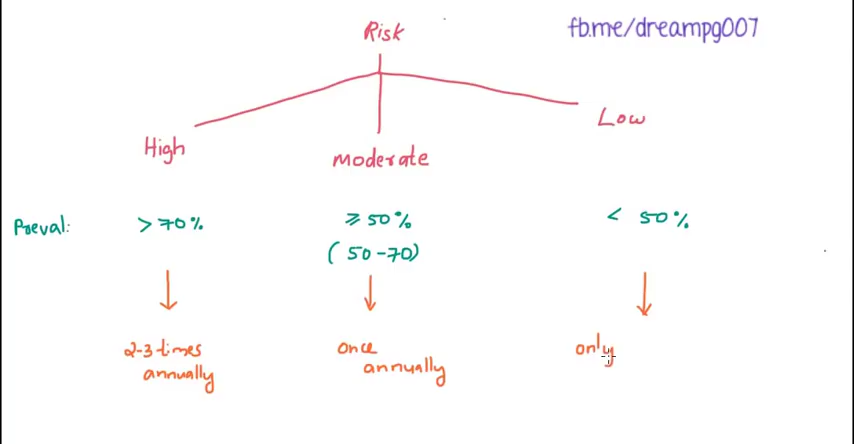 Risk
fb.me/dreampg007
High
moderate
Low
Preval:
>70%
≥50%
(50-70)
< 50%
2-3 times
annually
once
annually
only